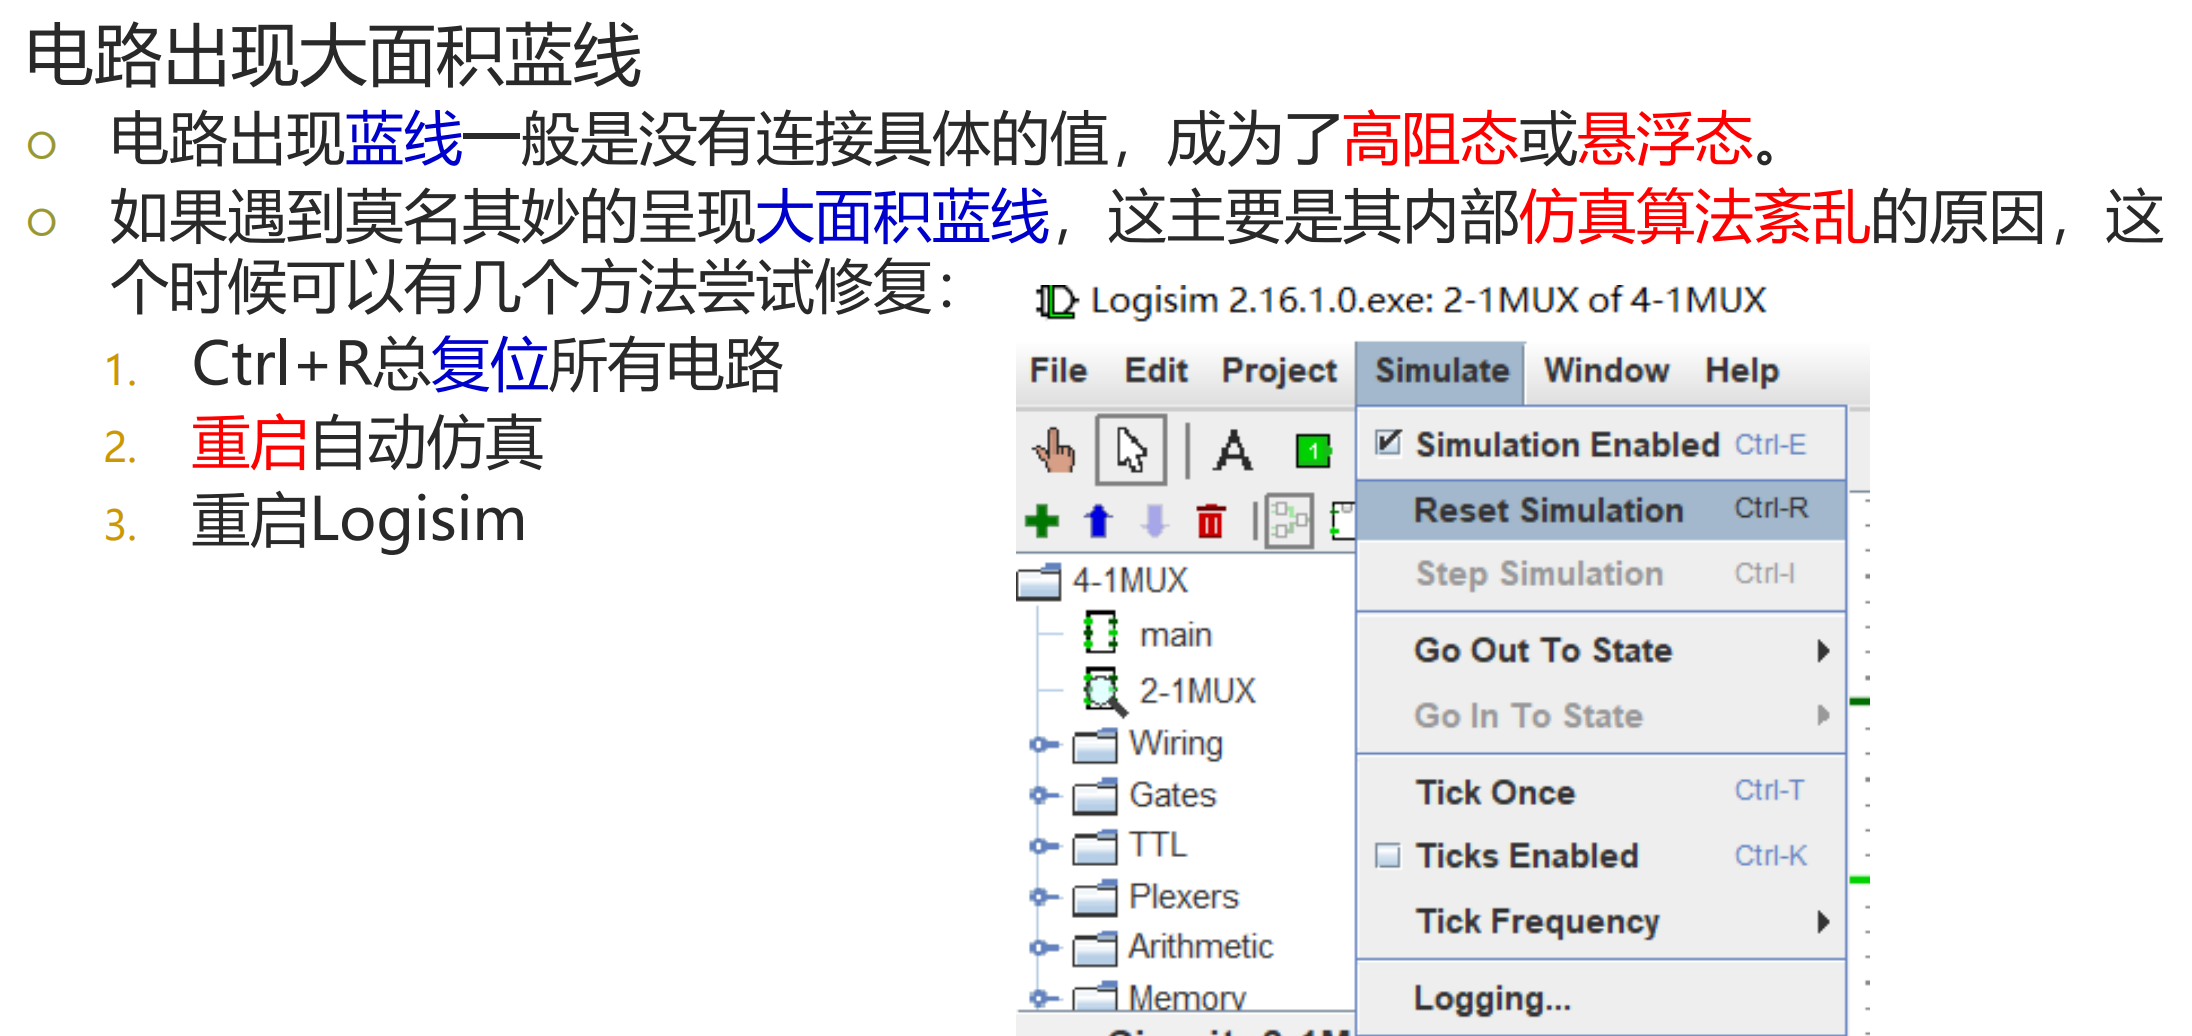 电路出现大面积蓝线
电路出现蓝线一般是没有连接具体的值，成为了高阻态或悬浮态。
如果遇到莫名其妙的呈现大面积蓝线，这主要是其内部仿真算法紊乱的原因，这
个时候可以有几个方法尝试修复：
1. Ctrl+R总复位所有电路
2. 重启自动仿真
3. 重启Logisim
Logisim 2.16.1.0.exe: 2-1MUX of 4-1MUX
File Edit Project Simulate Window Help
A 1
4-1MUX
main
2-1MUX
Wiring
Gates
TTL
Plexers
Arithmetic
Memory
Simulation Enabled Ctrl-E
Reset Simulation Ctrl-R
Step Simulation Ctrl-I
Go Out To State
Go In To State
Tick Once Ctrl-T
Ticks Enabled Ctrl-K
Tick Frequency
Logging...